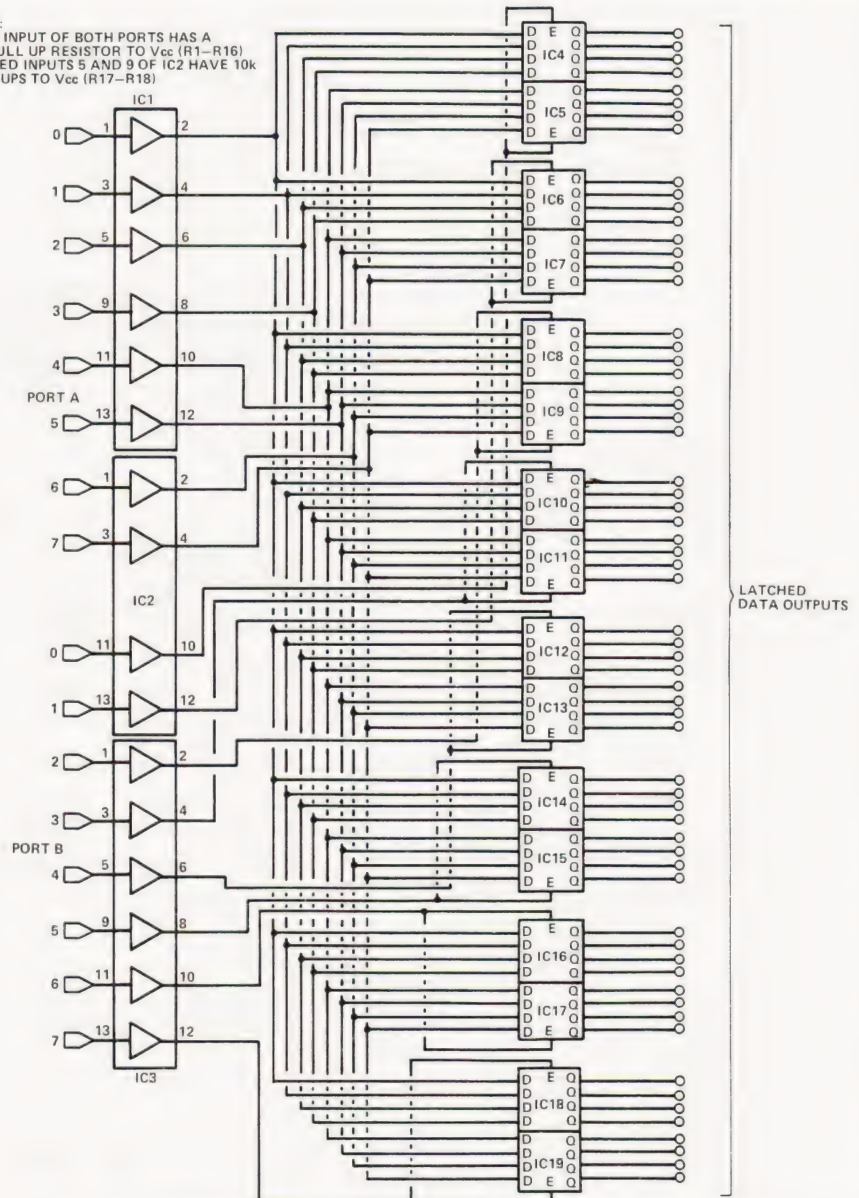 :
INPUT OF BOTH PORTS HAS A
ULL UP RESISTOR TO Vcc (R1–R16)
ED INPUTS 5 AND 9 OF IC2 HAVE 10k
UPS TO Vcc (R17–R18)
IC1
0 1 2
1 3 4
2 5 6
3 9 8
4 11 10
PORT A
5 13 12
6 1 2
7 3 4
IC2
0 11 10
1 13 12
2 1 2
3 3 4
PORT B
4 5 6
5 9 8
6 11 10
7 13 12
IC3
D E Q
D IC4 Q
D Q
D Q
D Q
D Q
D IC5 Q
D E Q
D E Q
D IC6 Q
D Q
D Q
D Q
D Q
D IC7 Q
D E Q
D E Q
D IC8 Q
D Q
D Q
D Q
D IC9 Q
D Q
D E Q
D E Q
D IC10 Q
D Q
D Q
D Q
D IC11 Q
D Q
D E Q
D E Q
D IC12 Q
D Q
D Q
D Q
D IC13 Q
D Q
D E Q
D E Q
D IC14 Q
D Q
D Q
D Q
D IC15 Q
D Q
D E Q
D E Q
D IC16 Q
D Q
D Q
D Q
D IC17 Q
D Q
D E Q
D E Q
D IC18 Q
D Q
D Q
D Q
D IC19 Q
D Q
D E Q
LATCHED
DATA OUTPUTS